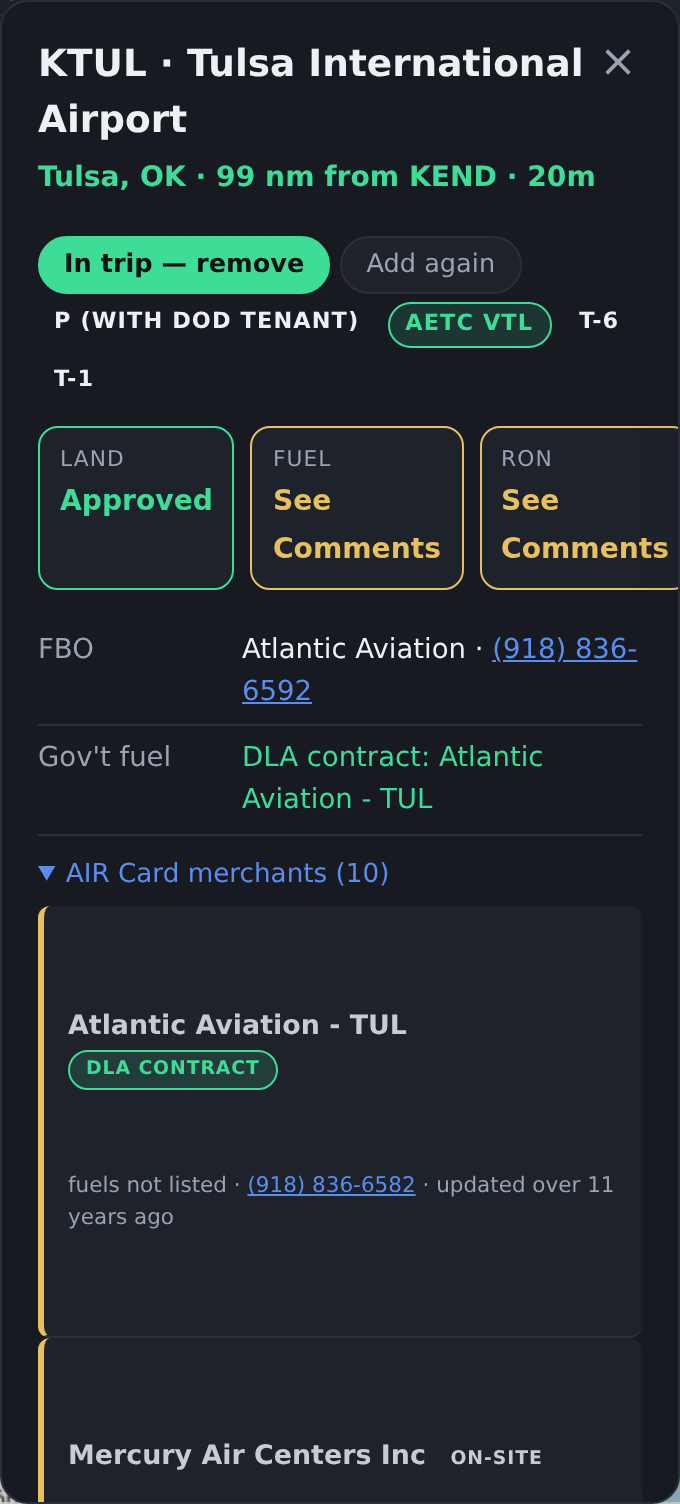 KTUL · Tulsa International ×
Airport
Tulsa, OK · 99 nm from KEND · 20m
In trip — remove Add again
P (WITH DOD TENANT) AETC VTL T-6
T-1
LAND FUEL RON
Approved See See
Comments Comments
FBO Atlantic Aviation · (918) 836-
6592
Gov't fuel DLA contract: Atlantic
Aviation - TUL
▼ AIR Card merchants (10)
Atlantic Aviation - TUL
DLA CONTRACT
fuels not listed · (918) 836-6582 · updated over 11
years ago
Mercury Air Centers Inc ON-SITE